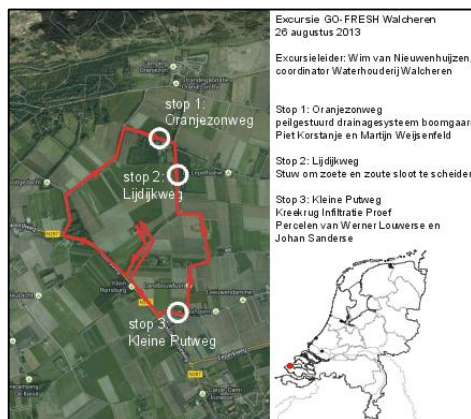 Excursie GO-FRESH Walcheren
26 augustus 2013
Excursieleider: Wim van Nieuwenhuijzen,
coordinator Waterhouderij Walcheren
Stop 1: Oranjezonweg
peilgestuurd drainagesysteem boomgaar
Piet Korstanje en Martijn Weijsenfeld
Stop 2: Lijdijkweg
Stuw om zoete en zoute sloot te scheiden
Stop 3: Kleine Putweg
Kreekrug Infiltratie Proef
Percelen van Werner Louwerse en
Johan Sanderse
stop 1:
Oranjezonweg
stop 2:
Lijdijkweg
stop 3:
Kleine Putweg
N287
N287